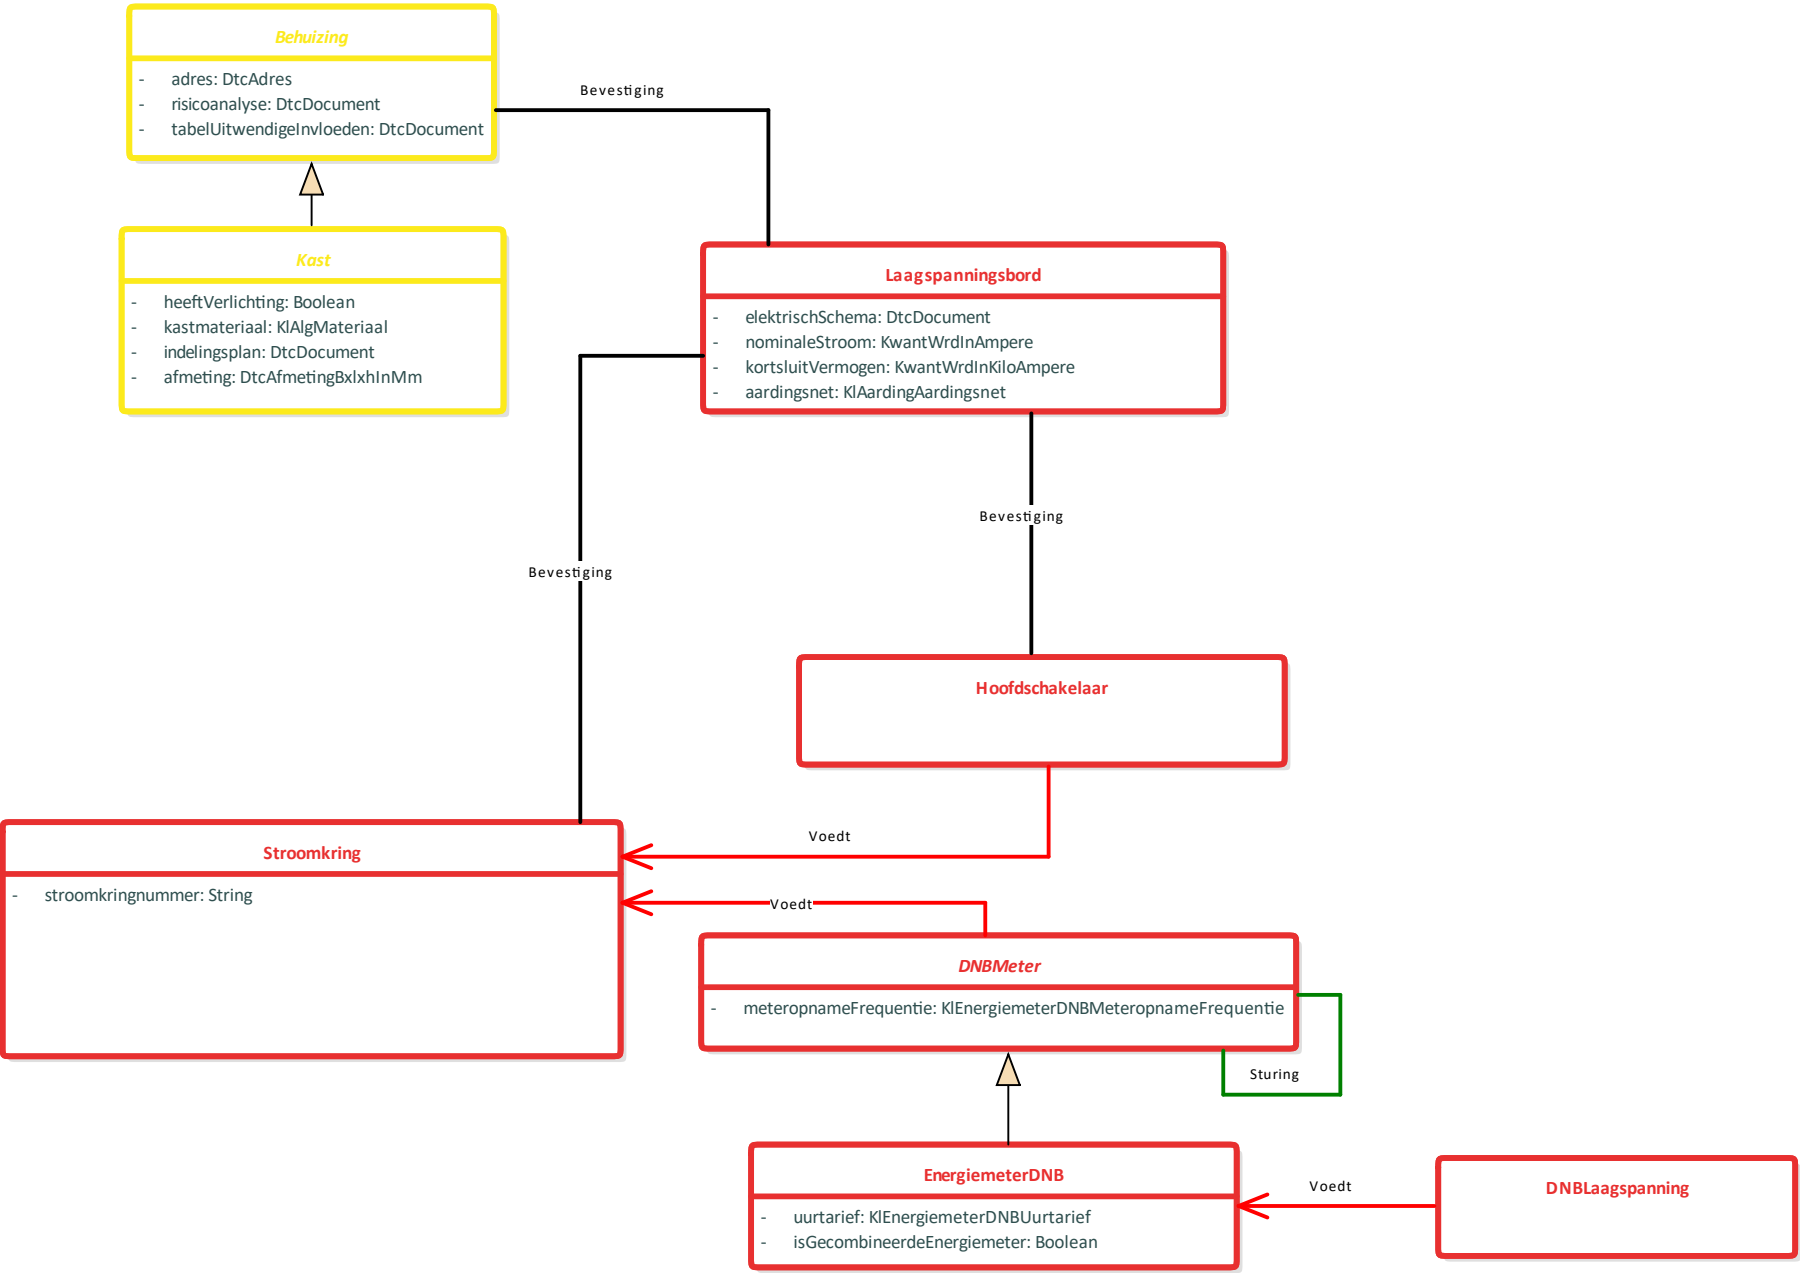 Behuizing
- adres: DtcAdres
- risicoanalyse: DtcDocument
- tabelUitwendigeInvloeden: DtcDocument
Bevestiging
Kast
- heeftVerlichting: Boolean
- kastmateriaal: KlAlgMateriaal
- indelingsplan: DtcDocument
- afmeting: DtcAfmetingBxlxhInMm
Laagspanningsbord
- elektrischSchema: DtcDocument
- nominaleStroom: KwantWrdInAmpere
- kortsluitVermogen: KwantWrdInKiloAmpere
- aardingsnet: KlAardingAardingsnet
Bevestiging
Bevestiging
Hoofdschakelaar
Voedt
Stroomkring
- stroomkringnummer: String
Voedt
DNBMeter
- meteropnameFrequentie: KlEnergiemeterDNBMeteropnameFrequentie
Sturing
EnergiemeterDNB
- uurtarief: KlEnergiemeterDNBUurtarief
- isGecombineerdeEnergiemeter: Boolean
Voedt
DNBLaagspanning